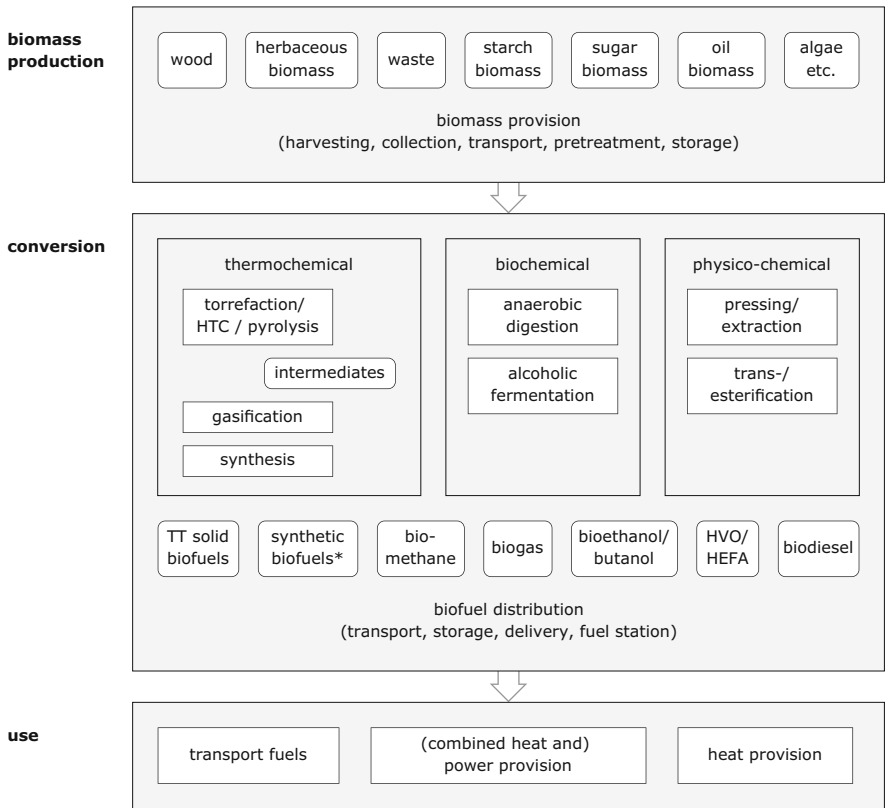 biomass
production
wood
herbaceous
biomass
waste
starch
biomass
sugar
biomass
oil
biomass
algae
etc.
biomass provision
(harvesting, collection, transport, pretreatment, storage)
conversion
thermochemical
torrefaction/
HTC / pyrolysis
intermediates
gasification
synthesis
biochemical
anaerobic
digestion
alcoholic
fermentation
physico-chemical
pressing/
extraction
trans-/
esterification
TT solid
biofuels
synthetic
biofuels*
bio-
methane
biogas
bioethanol/
butanol
HVO/
HEFA
biodiesel
biofuel distribution
(transport, storage, delivery, fuel station)
use
transport fuels
(combined heat and)
power provision
heat provision